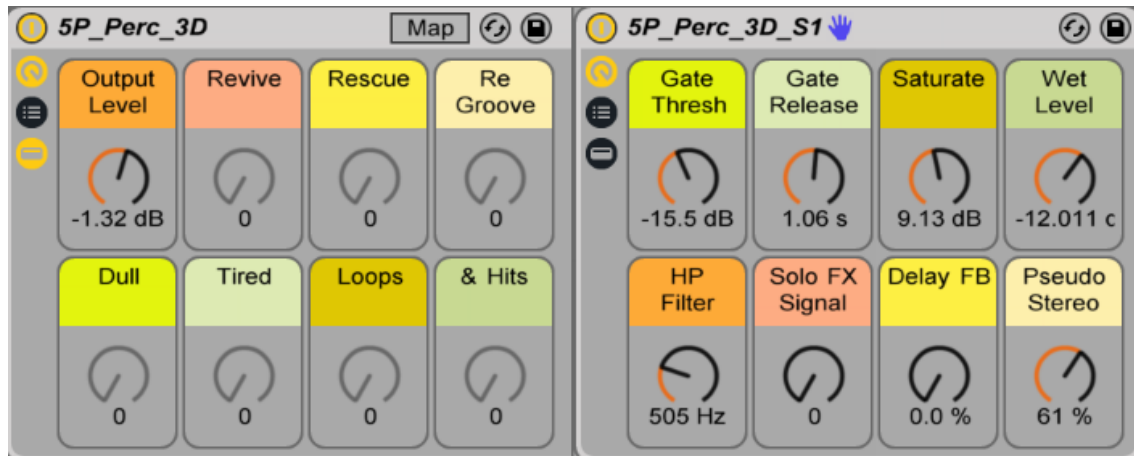 5P_Perc_3D Map
5P_Perc_3D_S1
Output Revive Rescue Re
Level Groove
-1.32 dB 0 0 0
Dull Tired Loops & Hits
0 0 0 0
Gate Gate Saturate Wet
Thresh Release Level
-15.5 dB 1.06 s 9.13 dB -12.011 c
HP Solo FX Delay FB Pseudo
Filter Signal Stereo
505 Hz 0 0.0 % 61 %